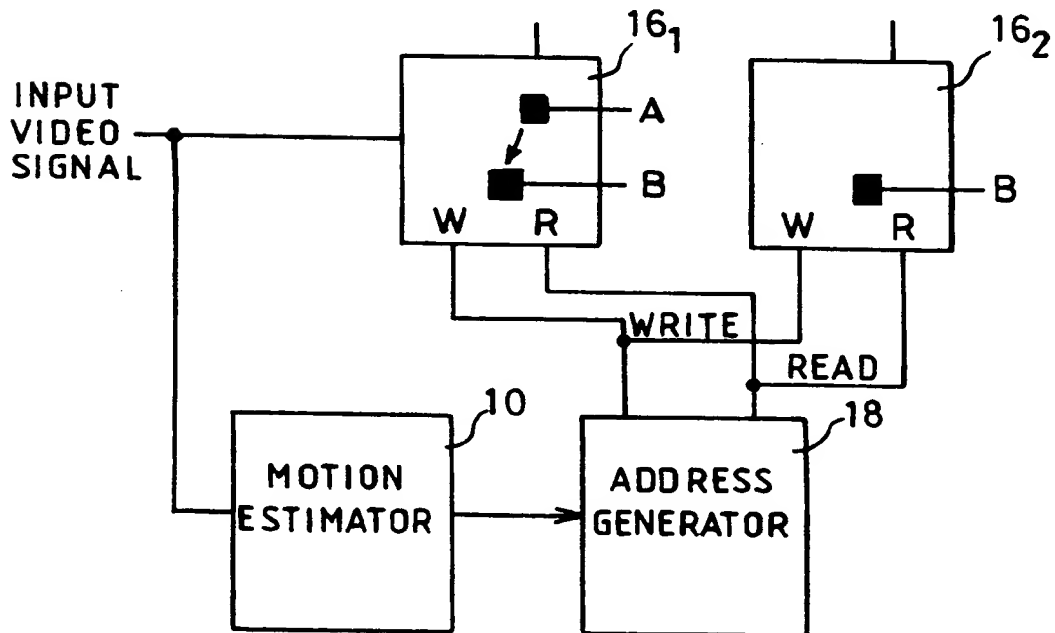 16₁
16₂
INPUT
VIDEO
SIGNAL
A
B
B
W R
W R
WRITE
READ
10
18
MOTION
ESTIMATOR
ADDRESS
GENERATOR